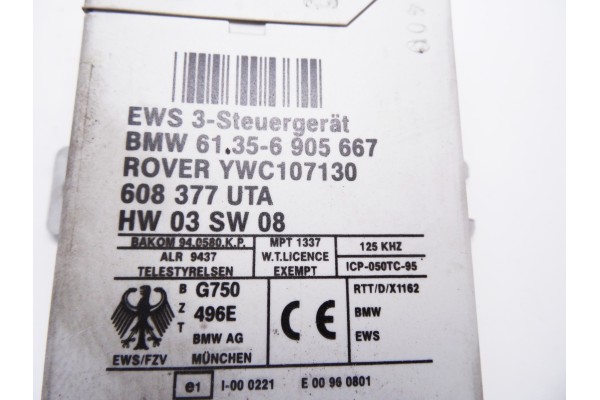 40D
EWS 3-Steuergerät
BMW 61.35-6 905 667
ROVER YWC107130
608 377 UTA
HW 03 SW 08
BAKOM 94.0580.K.P.
ALR 9437
TELESTYRELSEN
MPT 1337
W.T.LICENCE
EXEMPT
125 KHZ
ICP-050TC-95
EWS/FZV
B
Z
T
G750
496E
BMW AG
MÜNCHEN
CE
RTT/D/X1162
BMW
EWS
e1
I-00 0221
E 00 96 0801